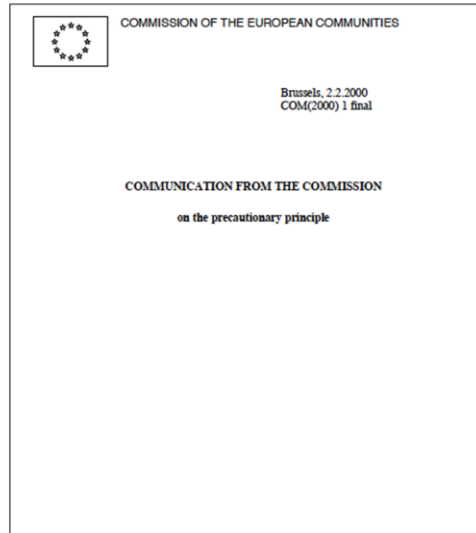 COMMISSION OF THE EUROPEAN COMMUNITIES
Brussels, 2.2.2000
COM(2000) 1 final
COMMUNICATION FROM THE COMMISSION
on the precautionary principle